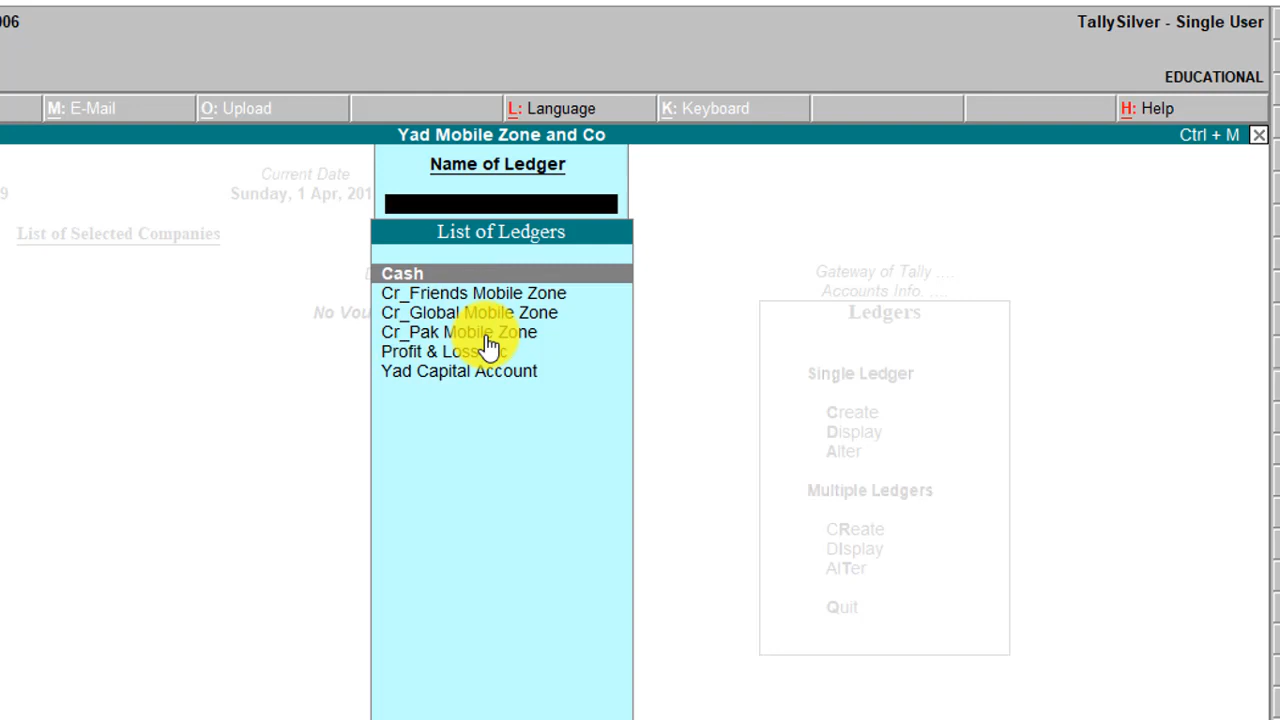 006
TallySilver - Single User
EDUCATIONAL
M: E-Mail
O: Upload
L: Language
K: Keyboard
H: Help
Yad Mobile Zone and Co
Ctrl + M
Name of Ledger
Current Date
9
Sunday, 1 Apr, 201
List of Selected Companies
List of Ledgers
Cash
Cr_Friends Mobile Zone
Cr_Global Mobile Zone
Cr_Pak Mobile Zone
Profit & Loss
Yad Capital Account
No Vou
Gateway of Tally ....
Accounts Info. ....
Ledgers
Single Ledger
Create
Display
Alter
Multiple Ledgers
CReate
DIsplay
AlTer
Quit